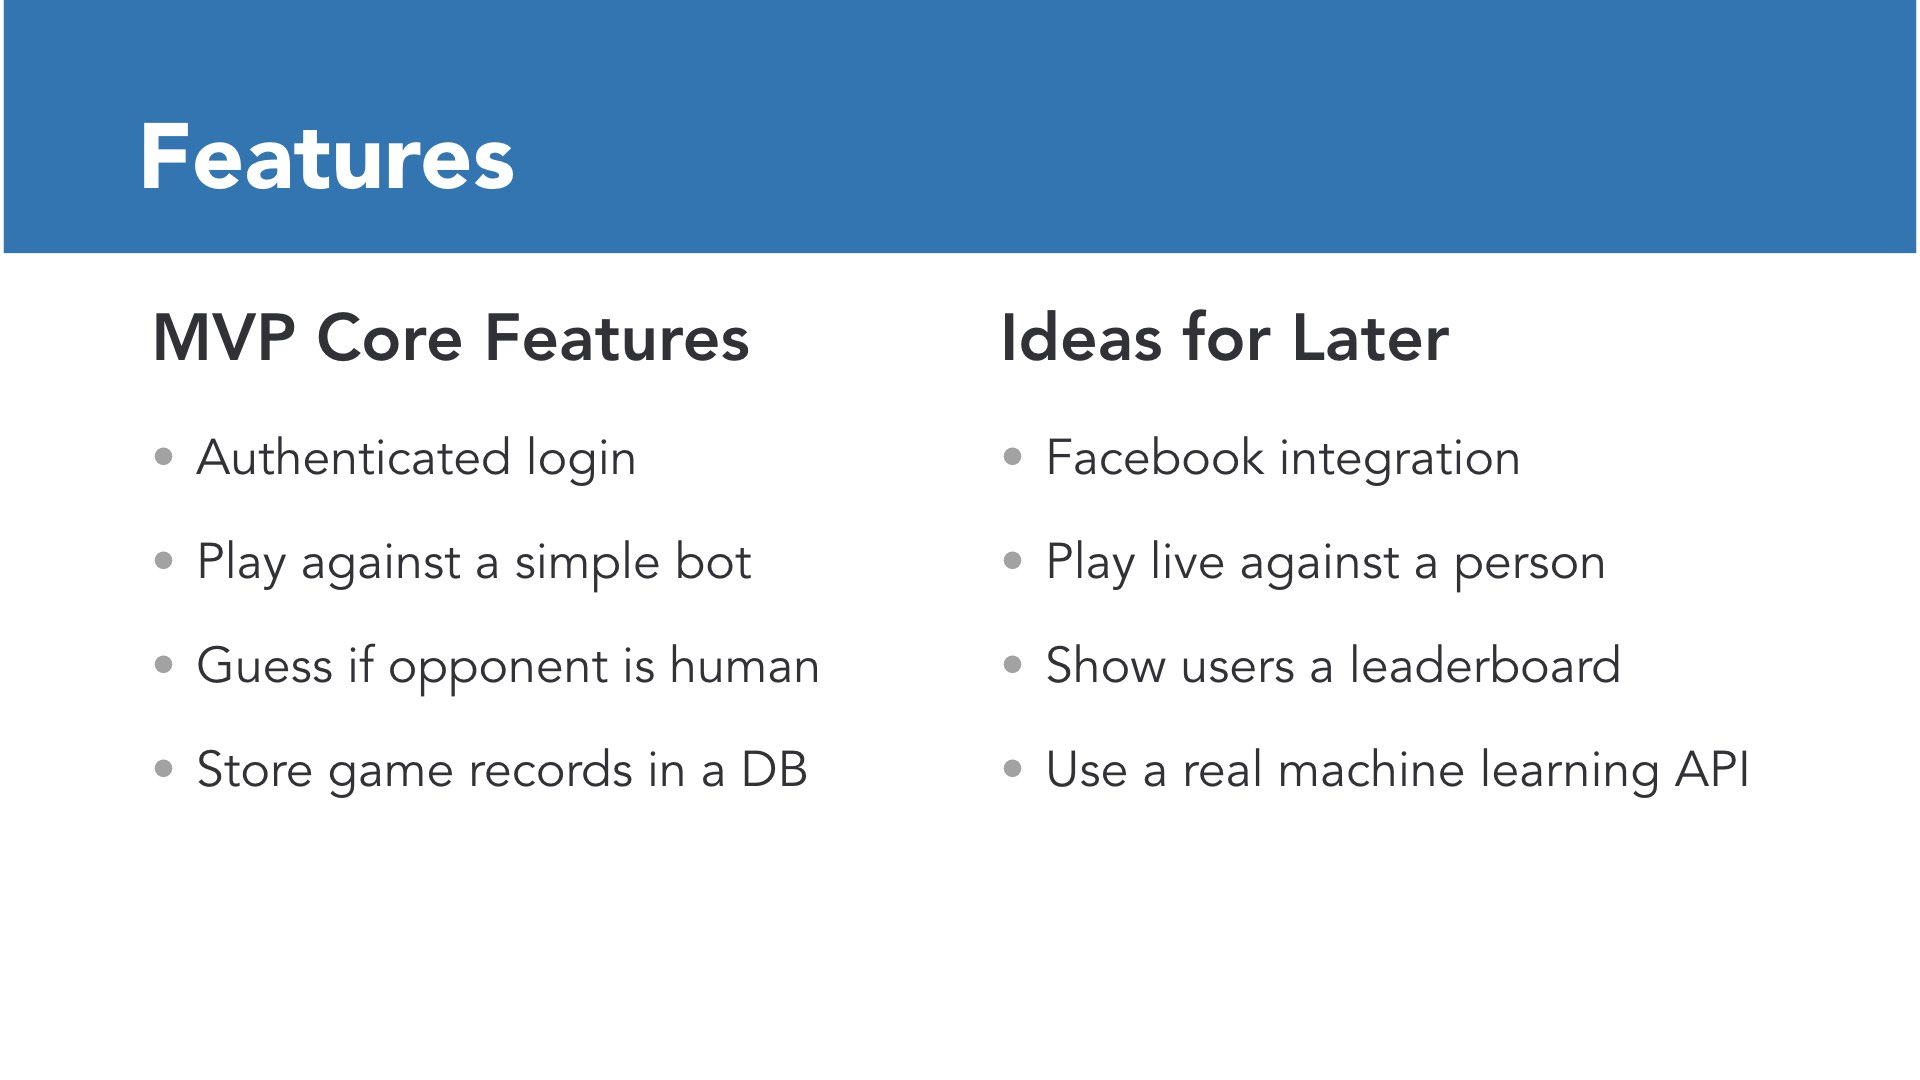 Features
MVP Core Features
• Authenticated login
• Play against a simple bot
• Guess if opponent is human
• Store game records in a DB
Ideas for Later
• Facebook integration
• Play live against a person
• Show users a leaderboard
• Use a real machine learning API